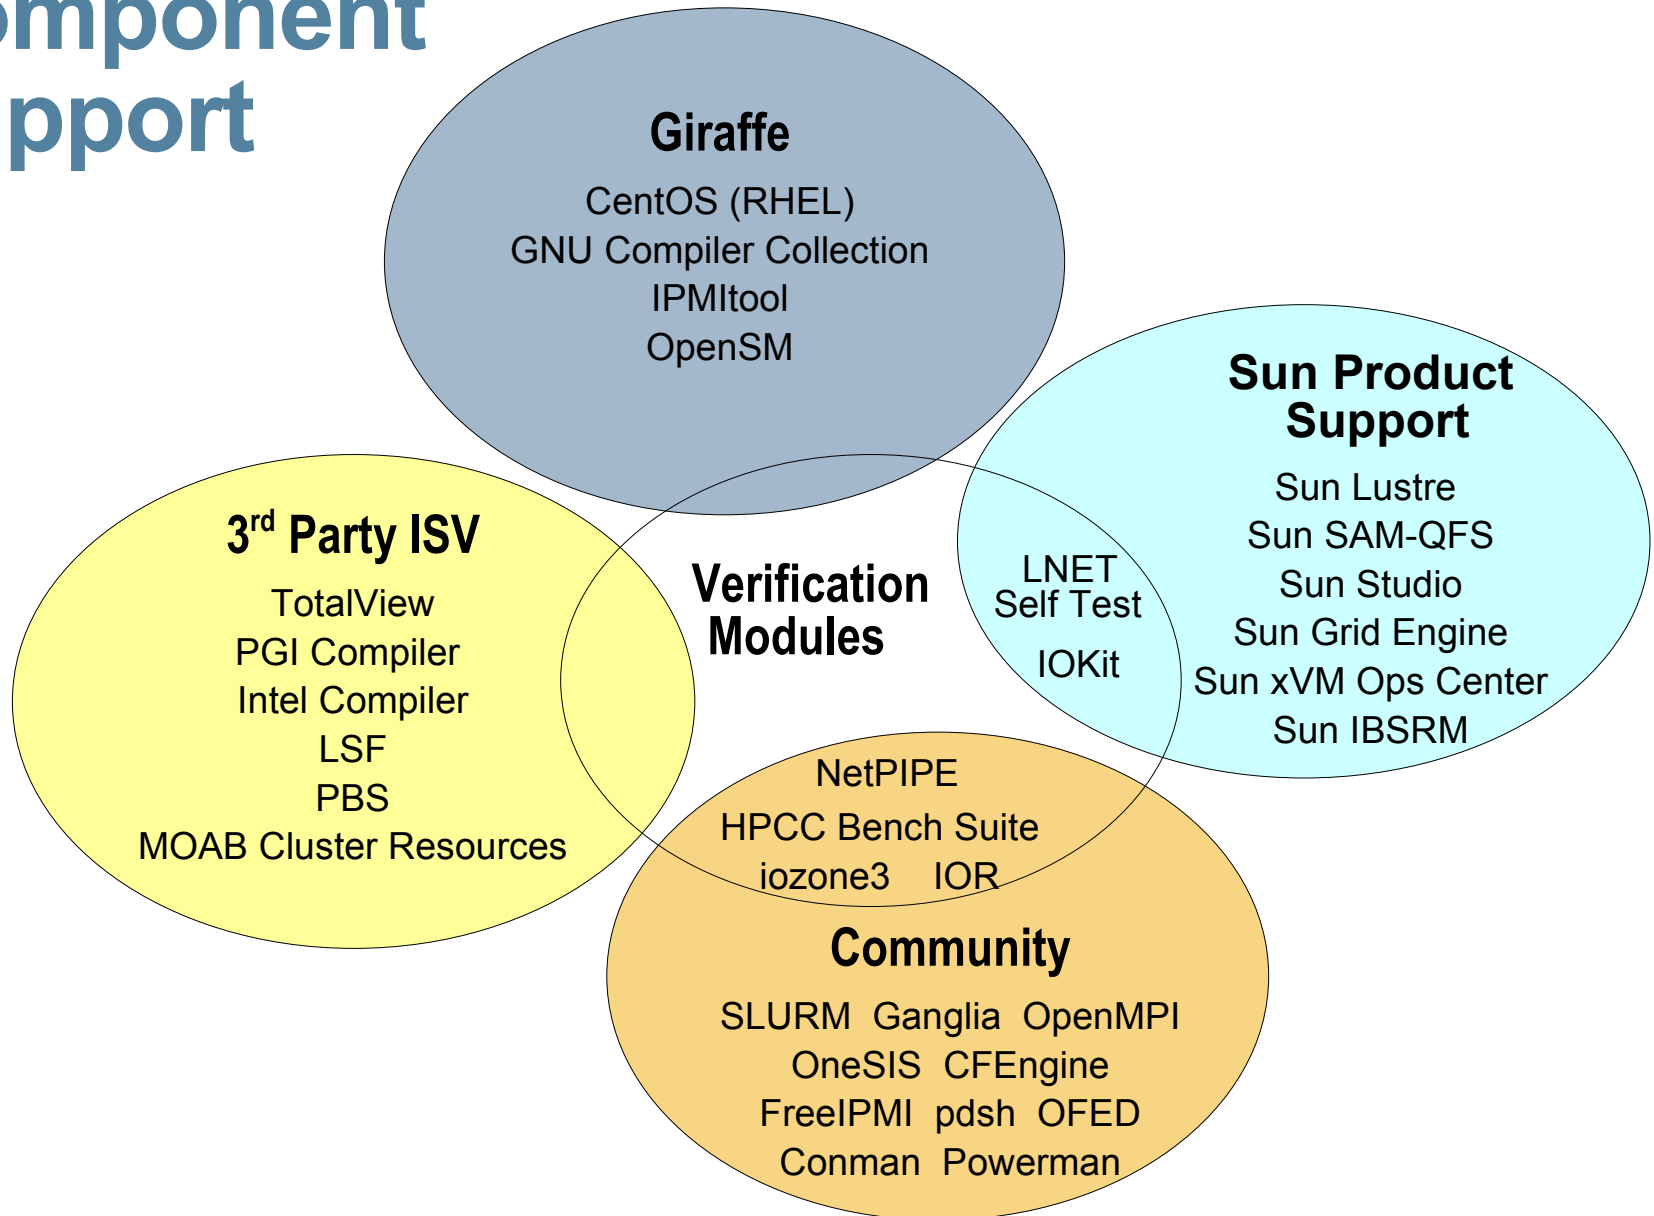 omponent
pport
Giraffe
CentOS (RHEL)
GNU Compiler Collection
IPMItool
OpenSM
Sun Product
Support
Sun Lustre
Sun SAM-QFS
Sun Studio
Sun Grid Engine
Sun xVM Ops Center
Sun IBSRM
3rd Party ISV
TotalView
PGI Compiler
Intel Compiler
LSF
PBS
MOAB Cluster Resources
Verification
Modules
LNET
Self Test
IOKit
NetPIPE
HPCC Bench Suite
iozone3 IOR
Community
SLURM Ganglia OpenMPI
OneSIS CFEngine
FreeIPMI pdsh OFED
Conman Powerman